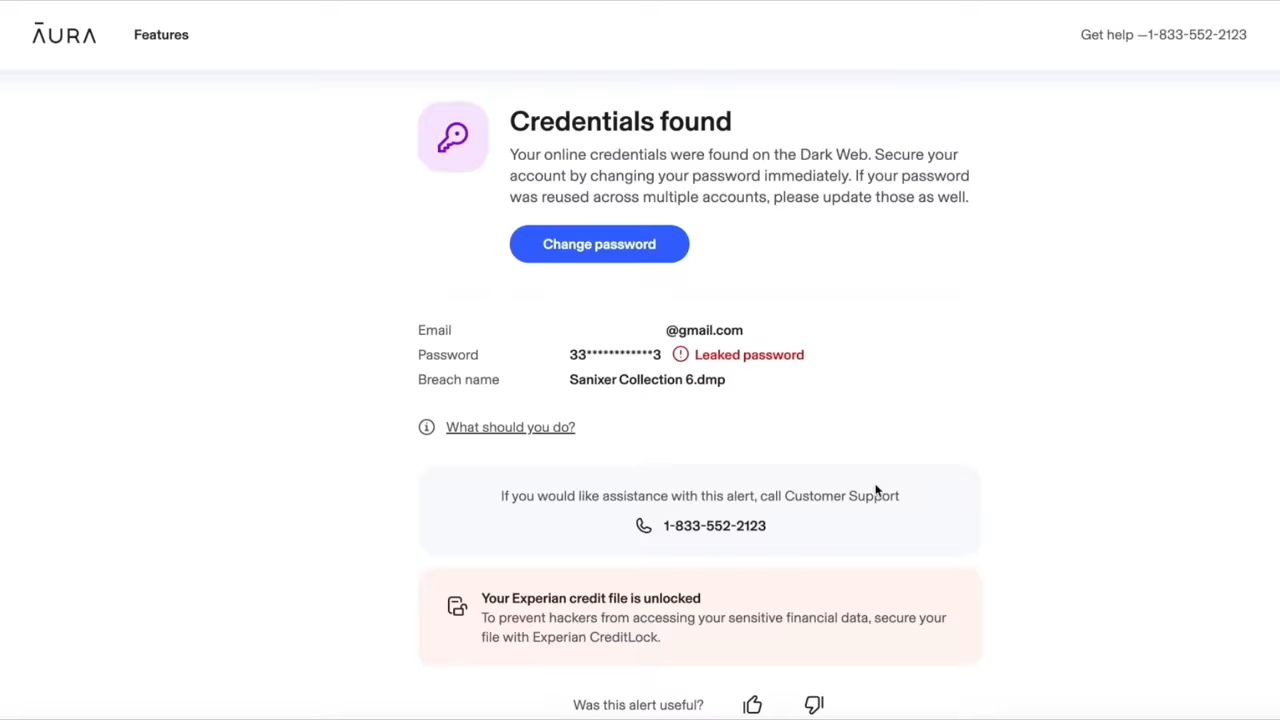 ĀURA
Features
Get help —1-833-552-2123
Credentials found
Your online credentials were found on the Dark Web. Secure your
account by changing your password immediately. If your password
was reused across multiple accounts, please update those as well.
Change password
Email @gmail.com
Password 33************3 Leaked password
Breach name Sanixer Collection 6.dmp
What should you do?
If you would like assistance with this alert, call Customer Support
1-833-552-2123
Your Experian credit file is unlocked
To prevent hackers from accessing your sensitive financial data, secure your
file with Experian CreditLock.
Was this alert useful?